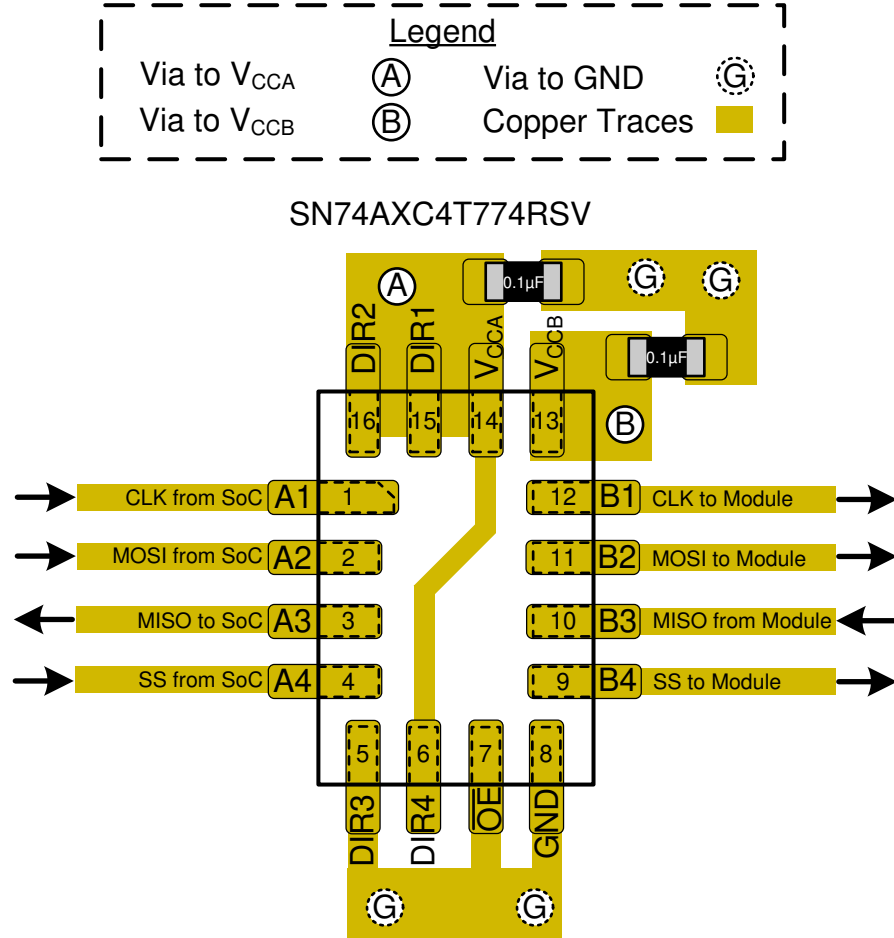 Legend
Via to VCCA A Via to GND G
Via to VCCB B Copper Traces
SN74AXC4T774RSV
A 0.1µF G G
DIR2 DIR1 VCCA VCCB 0.1µF
16 15 14 13 B
CLK from SoC A1 1 12 B1 CLK to Module
MOSI from SoC A2 2 11 B2 MOSI to Module
MISO to SoC A3 3 10 B3 MISO from Module
SS from SoC A4 4 9 B4 SS to Module
5 6 7 8
DIR3 DIR4 O̅E̅ GND
G G